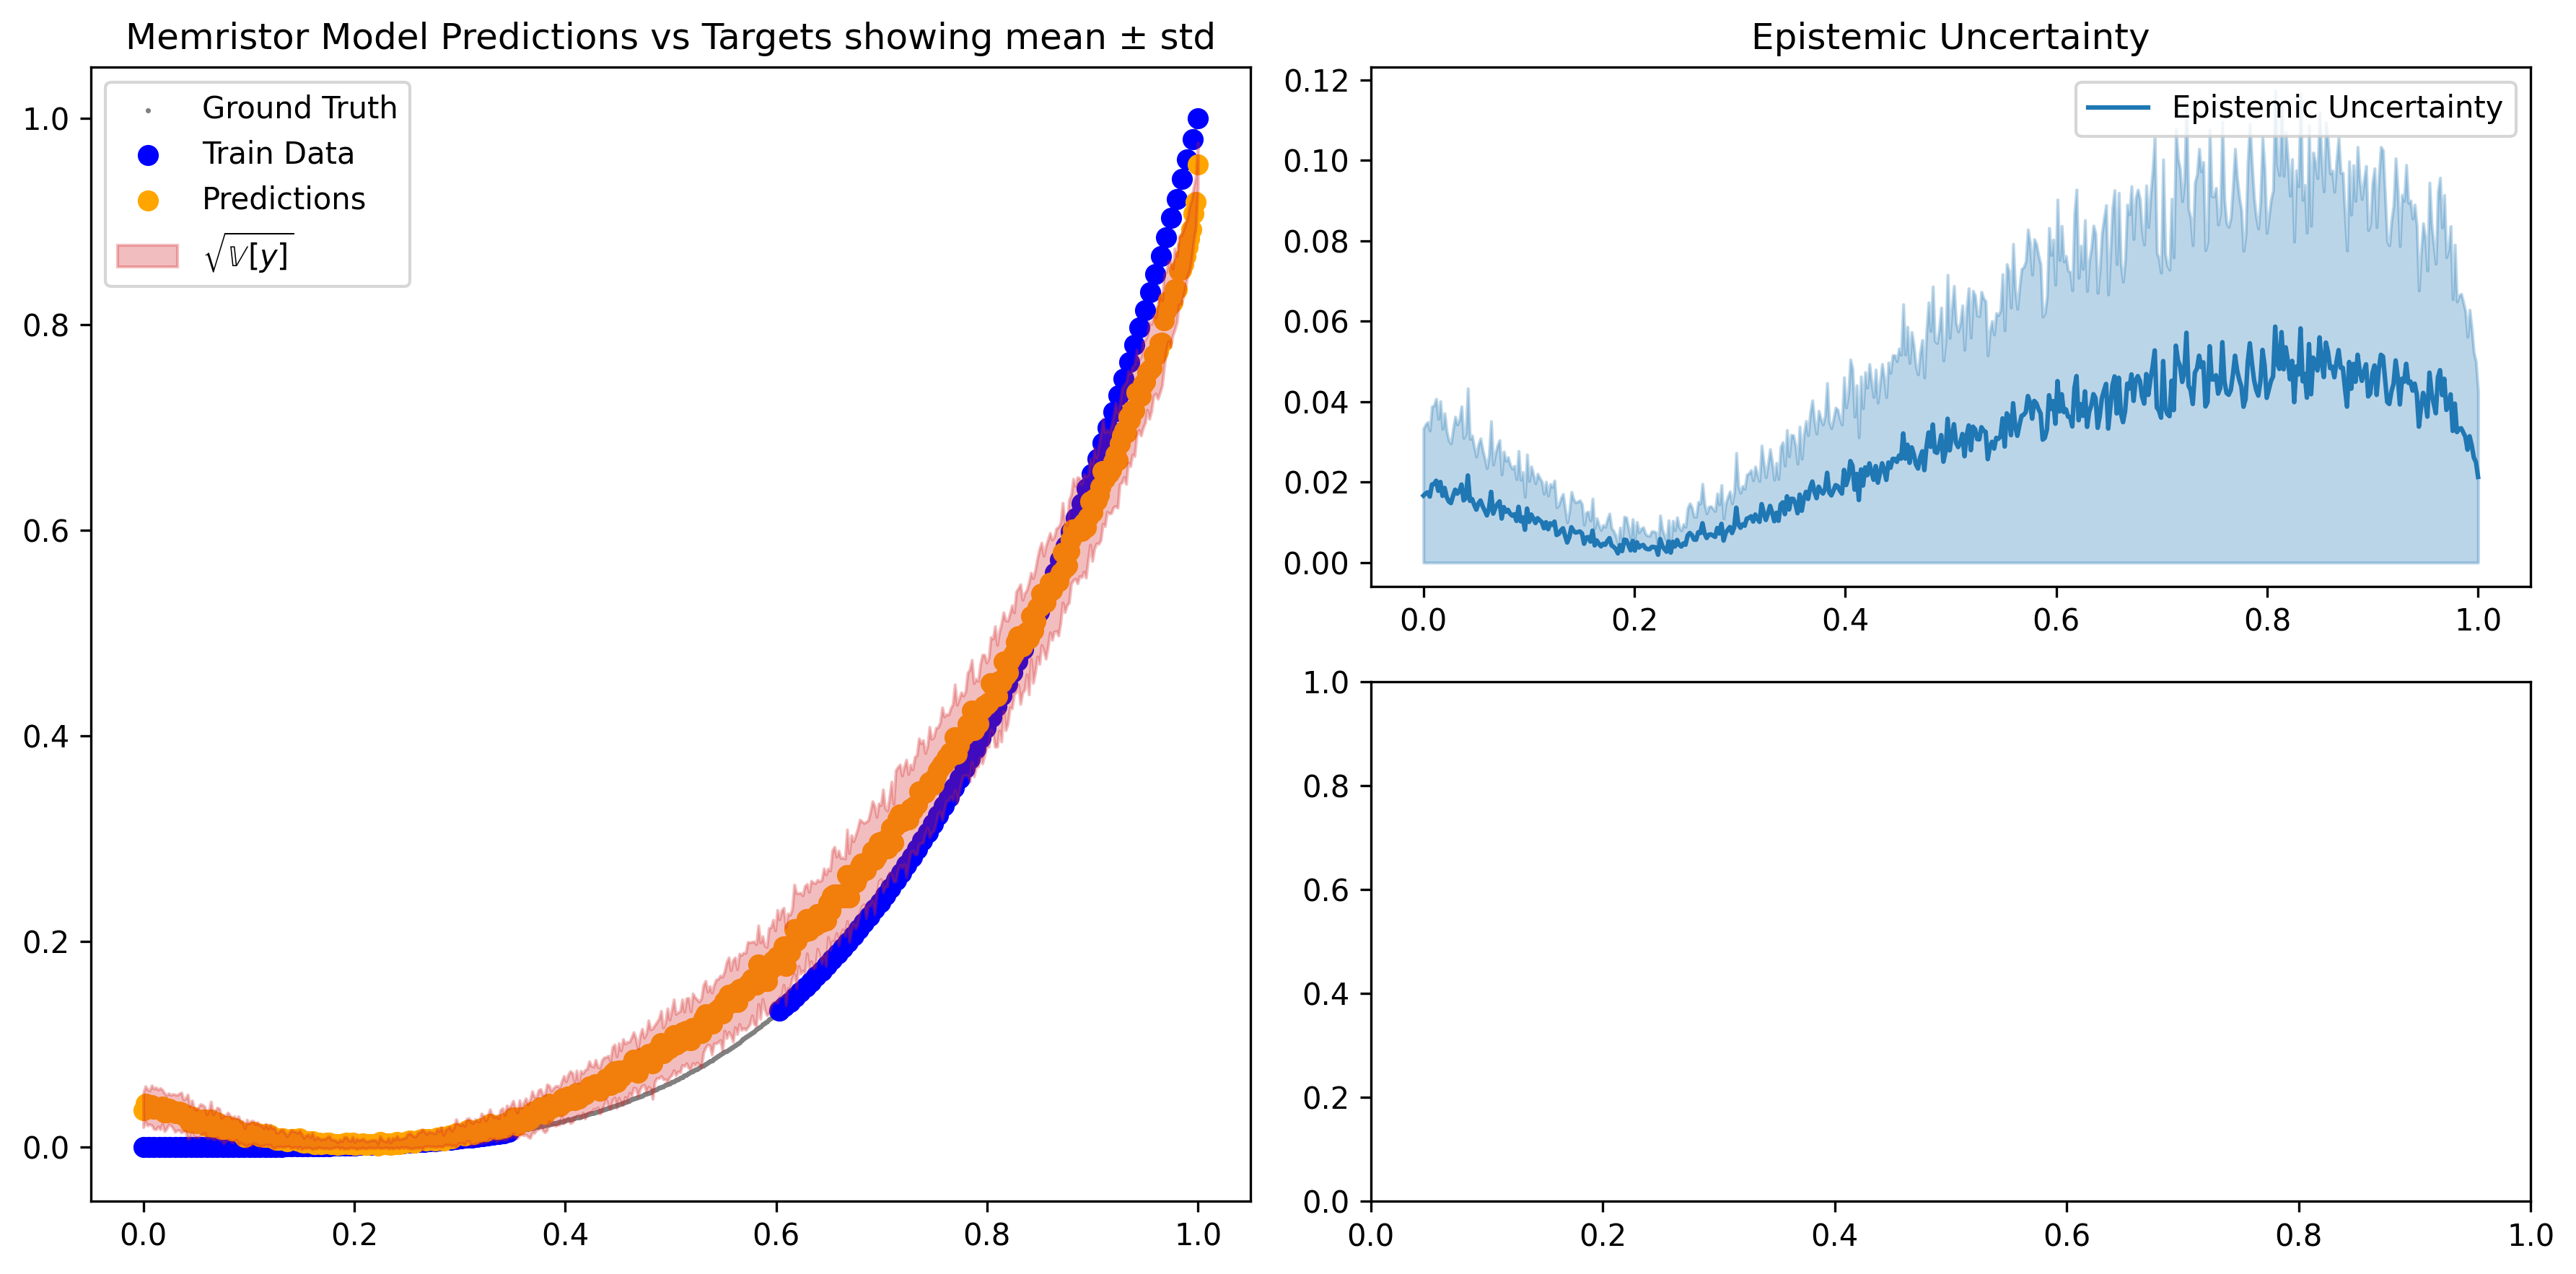 Memristor Model Predictions vs Targets showing mean ± std
Ground Truth
Train Data
Predictions
√𝕍[y]
1.0
0.8
0.6
0.4
0.2
0.0
0.0 0.2 0.4 0.6 0.8 1.0
Epistemic Uncertainty
Epistemic Uncertainty
0.12
0.10
0.08
0.06
0.04
0.02
0.00
0.0 0.2 0.4 0.6 0.8 1.0
1.0
0.8
0.6
0.4
0.2
0.0
0.0 0.2 0.4 0.6 0.8 1.0